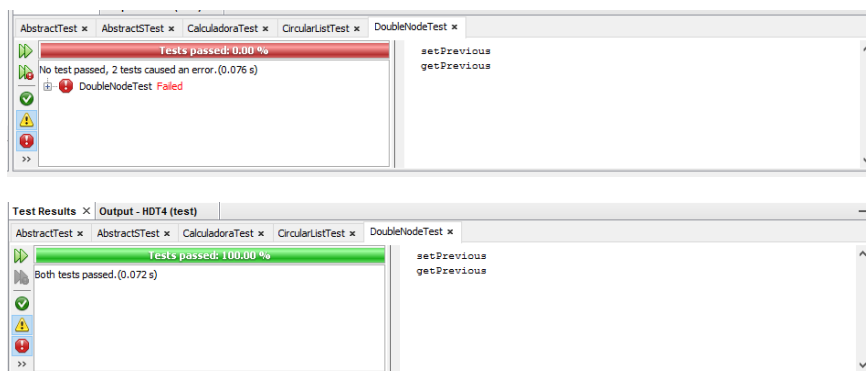 AbstractTest × AbstractSTest × CalculadoraTest × CircularListTest × DoubleNodeTest ×
Tests passed: 0.00 %
No test passed, 2 tests caused an error.(0.076 s)
DoubleNodeTest Failed
>>
setPrevious
getPrevious
Test Results × Output - HDT4 (test)
AbstractTest × AbstractSTest × CalculadoraTest × CircularListTest × DoubleNodeTest ×
Tests passed: 100.00 %
Both tests passed.(0.072 s)
>>
setPrevious
getPrevious